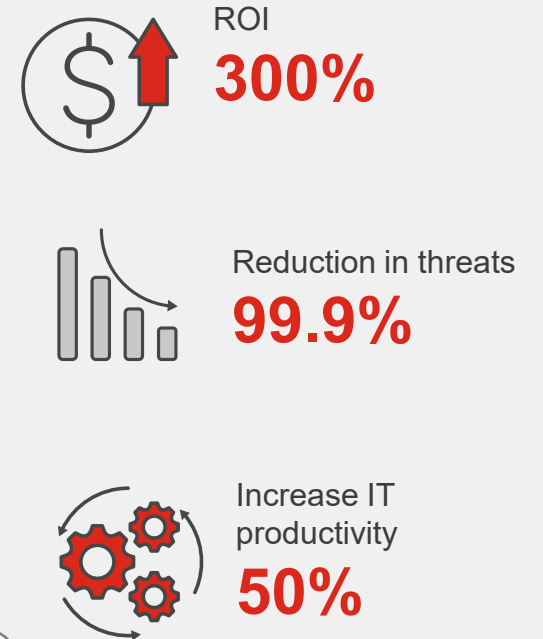 ROI
300%
Reduction in threats
99.9%
Increase IT
productivity
50%